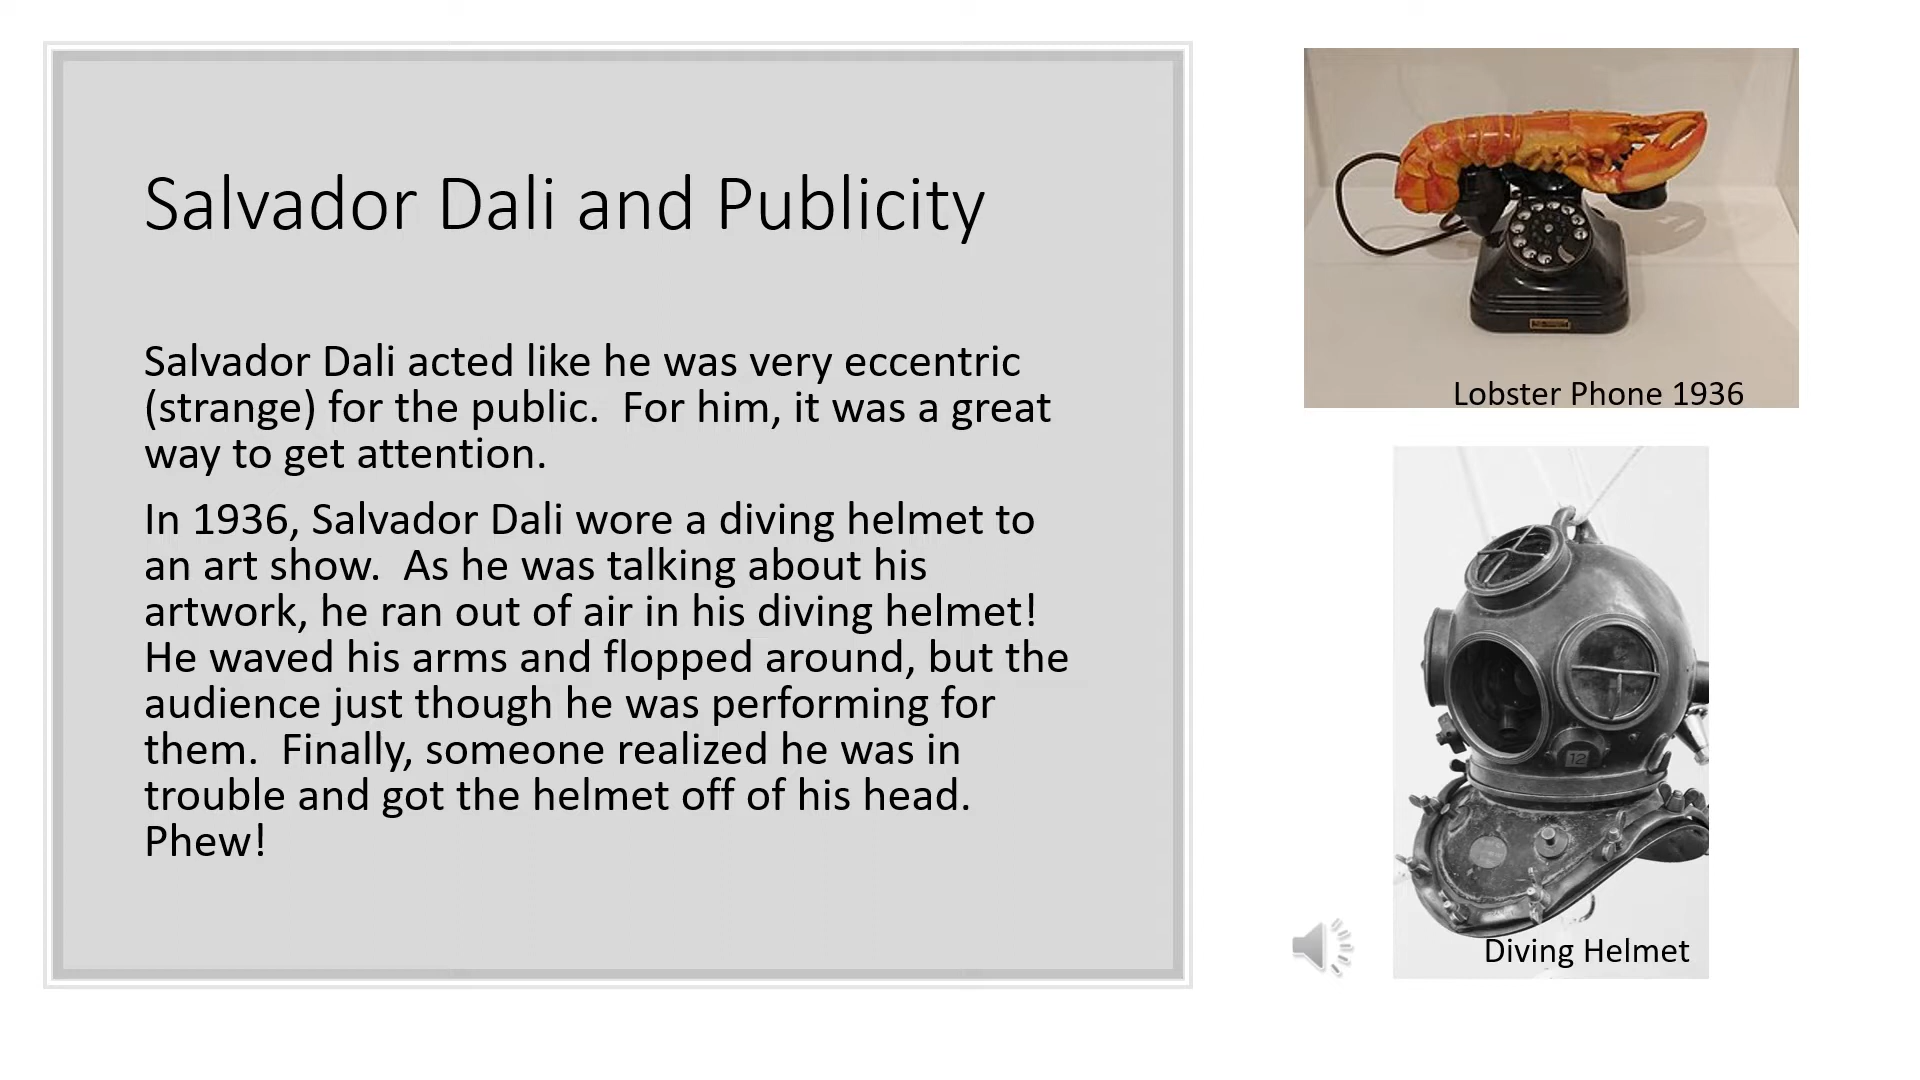 Salvador Dali and Publicity
Salvador Dali acted like he was very eccentric
(strange) for the public.  For him, it was a great
way to get attention.
In 1936, Salvador Dali wore a diving helmet to
an art show.  As he was talking about his
artwork, he ran out of air in his diving helmet!
He waved his arms and flopped around, but the
audience just though he was performing for
them.  Finally, someone realized he was in
trouble and got the helmet off of his head.
Phew!
Lobster Phone 1936
12
Diving Helmet